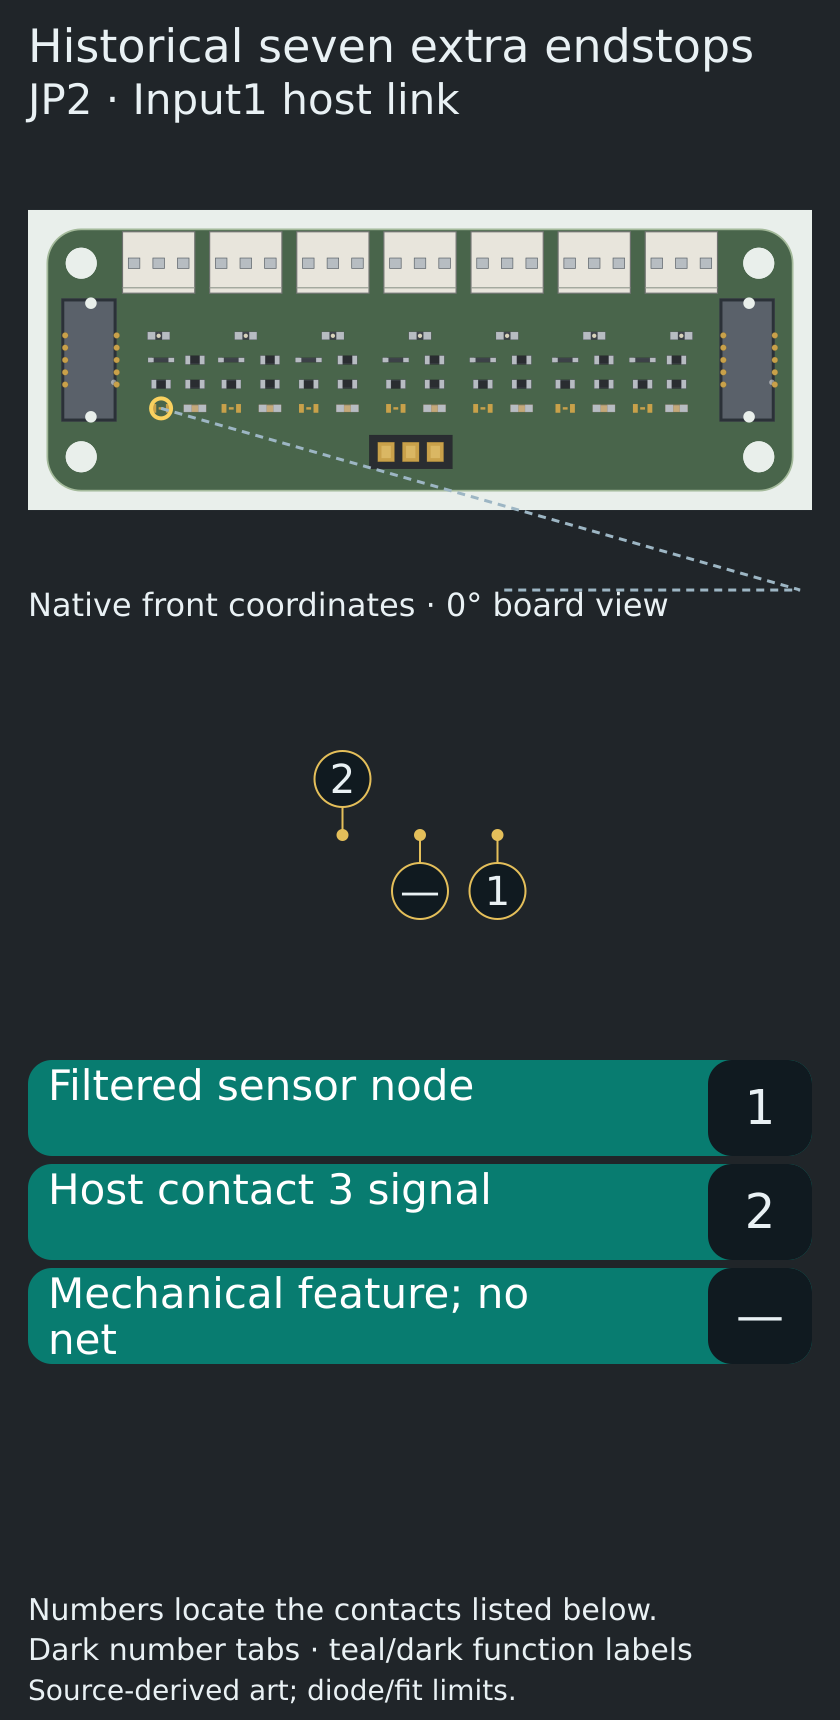 Historical seven extra endstops
JP2 · Input1 host link
Native front coordinates · 0° board view
2
— 1
Filtered sensor node 1
Host contact 3 signal 2
Mechanical feature; no
net —
Numbers locate the contacts listed below.
Dark number tabs · teal/dark function labels
Source-derived art; diode/fit limits.